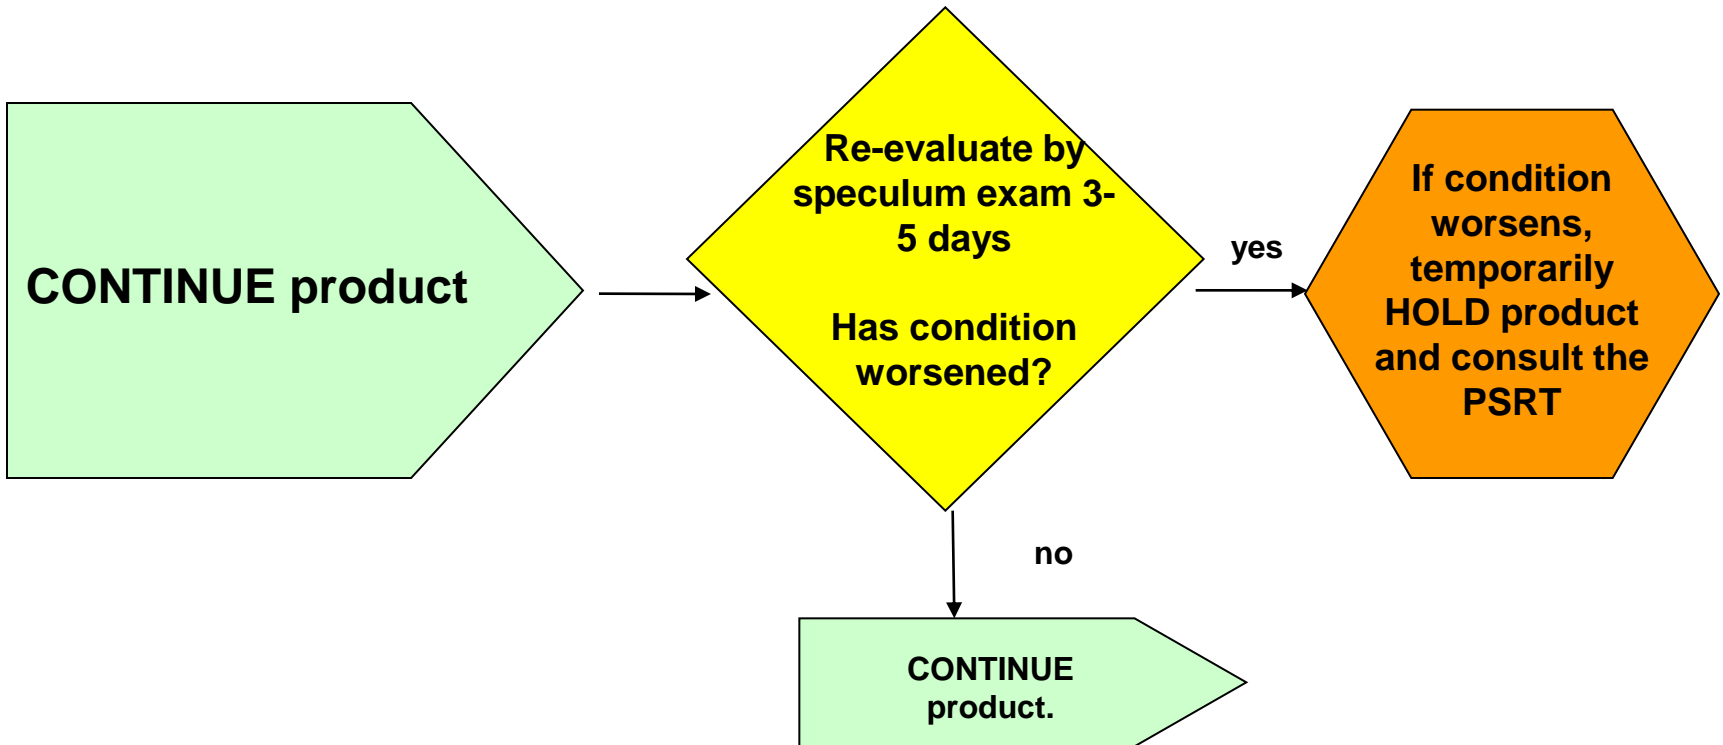 CONTINUE product
Re-evaluate by
speculum exam 3-
5 days
Has condition
worsened?
yes
If condition
worsens,
temporarily
HOLD product
and consult the
PSRT
no
CONTINUE
product.